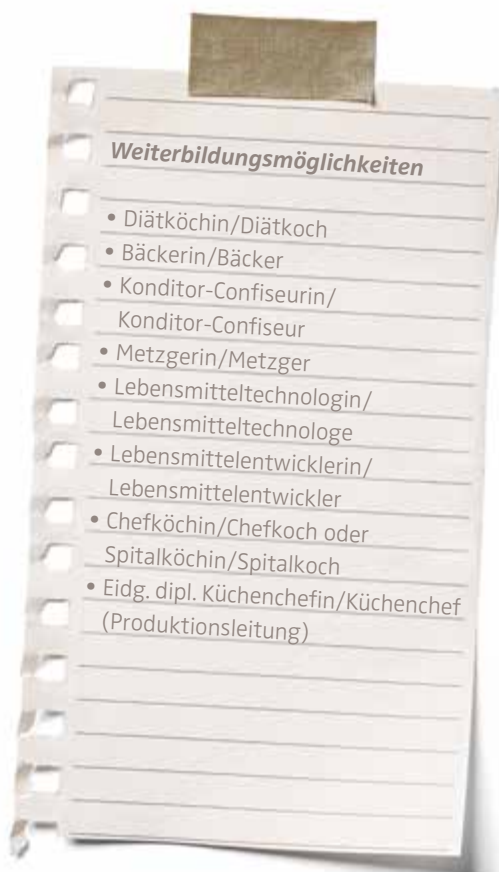 Weiterbildungsmöglichkeiten
• Diätköchin/Diätkoch
• Bäckerin/Bäcker
• Konditor-Confiseurin/
Konditor-Confiseur
• Metzgerin/Metzger
• Lebensmitteltechnologin/
Lebensmitteltechnologe
• Lebensmittelentwicklerin/
Lebensmittelentwickler
• Chefköchin/Chefkoch oder
Spitalköchin/Spitalkoch
• Eidg. dipl. Küchenchefin/Küchenchef
(Produktionsleitung)